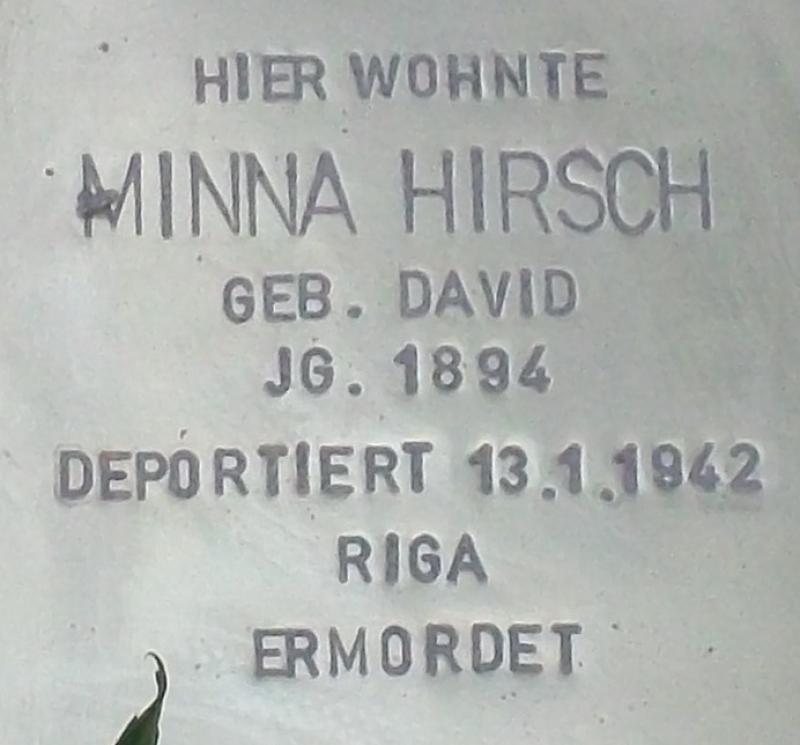 HIER WOHNTE
MINNA HIRSCH
GEB. DAVID
JG. 1894
DEPORTIERT 13.1.1942
RIGA
ERMORDET